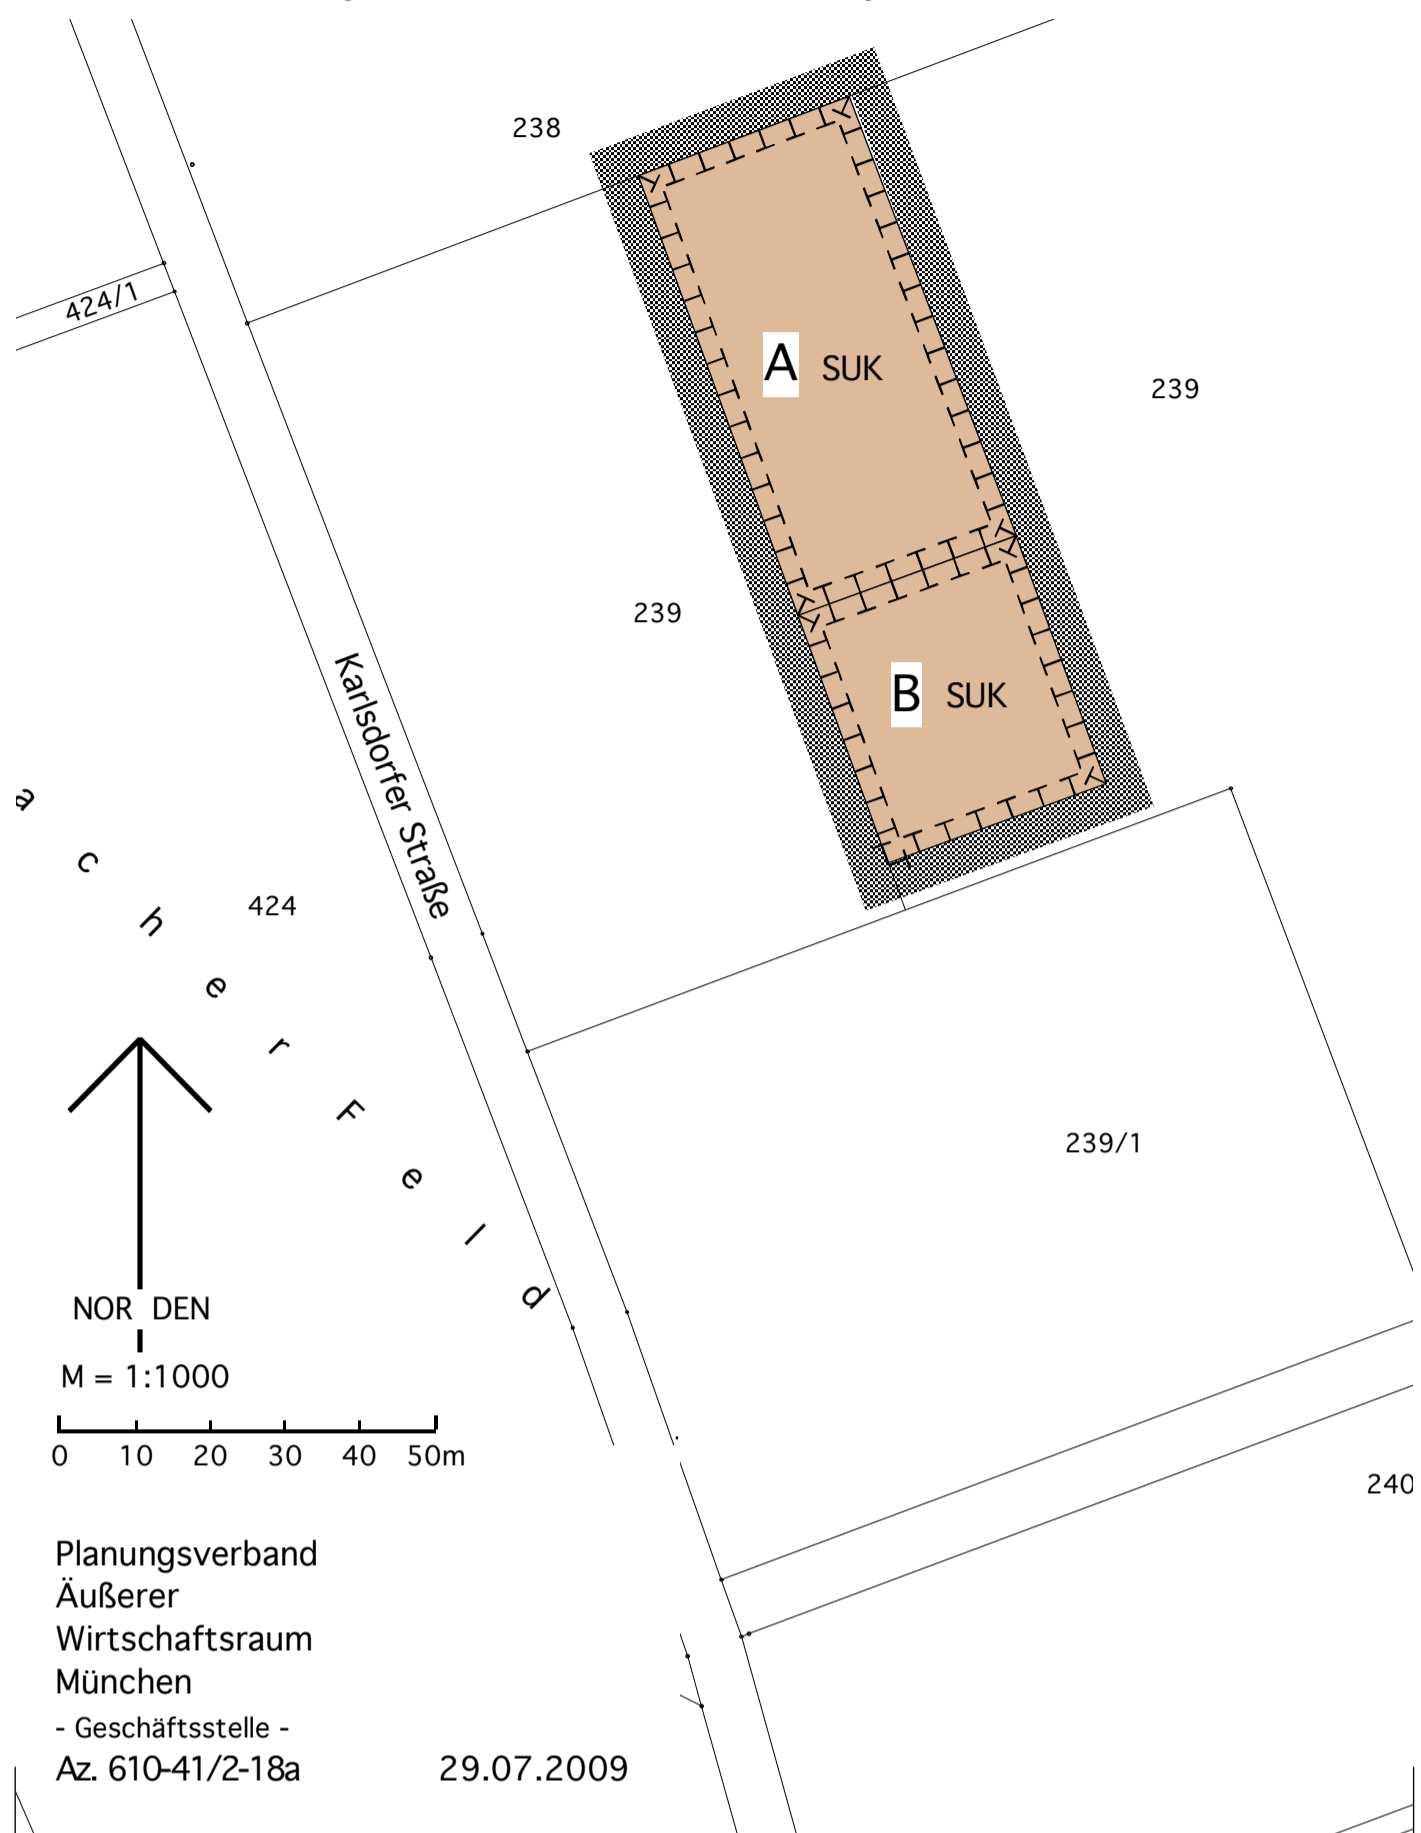 238
424/1
A SUK
239
239
Karlsdorfer Straße
B SUK
a c h e r F e l d
424
239/1
NOR DEN
M = 1:1000
0 10 20 30 40 50m
240
Planungsverband
Äußerer
Wirtschaftsraum
München
- Geschäftsstelle -
Az. 610-41/2-18a 29.07.2009